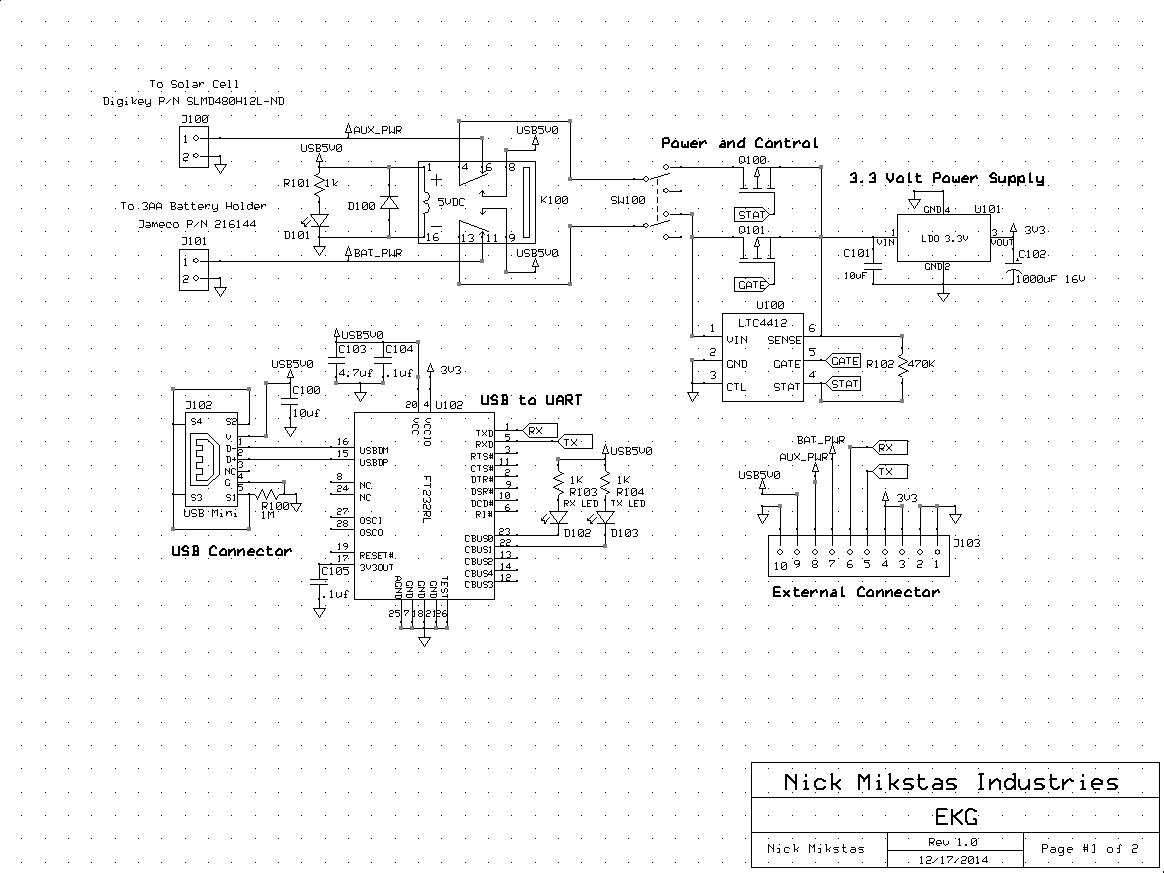 To Solar Cell
Digikey P/N SLMD480H12L-ND
J100
1
2
AUX_PWR
USB5V0
R101
1k
D101
D100
To 3AA Battery Holder
Jameco P/N 216144
J101
1
2
BAT_PWR
1
4
6
8
5VDC
16
13
11
9
K100
USB5V0
USB5V0
Power and Control
SW100
Q100
STAT
Q101
GATE
U100
LTC4412
1
VIN
2
GND
3
CTL
6
SENSE
5
GATE
4
STAT
GATE
STAT
R102
470K
3.3 Volt Power Supply
GND
4
U101
1
VIN
LDO 3.3V
3
VOUT
GND
2
3V3
C101
10uF
C102
1000uF 16V
USB5V0
C103
4.7uf
C104
.1uf
3V3
USB5V0
C100
10uf
J102
S4
S2
V
1
D-
2
D+
3
NC
4
G
5
S3
S1
USB Mini
R100
1M
USB Connector
USB to UART
20
4
U102
VCC
VCCIO
FT232RL
16
USBDM
15
USBDP
8
NC
24
NC
27
OSCI
28
OSCO
19
RESET#
17
3V3OUT
C105
.1uf
TXD
1
RX
RXD
5
TX
RTS#
3
CTS#
11
DTR#
2
DSR#
9
DCD#
10
RI#
6
CBUS0
23
CBUS1
22
CBUS2
13
CBUS4
14
CBUS3
12
AGND
GND
GND
GND
TEST
25
7
18
21
26
USB5V0
1K
R103
RX LED
D102
1K
R104
TX LED
D103
BAT_PWR
AUX_PWR
USB5V0
RX
TX
3V3
J103
10
9
8
7
6
5
4
3
2
1
External Connector
Nick Mikstas Industries
EKG
Nick Mikstas
Rev 1.0
12/17/2014
Page #1 of 2